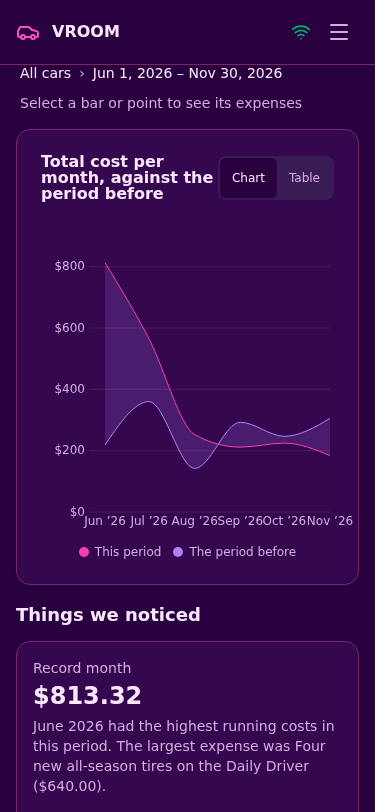 VROOM
All cars › Jun 1, 2026 – Nov 30, 2026
Select a bar or point to see its expenses
Total cost per
month, against the
period before
Chart
Table
$800
$600
$400
$200
$0
Jun ’26 Jul ’26 Aug ’26 Sep ’26 Oct ’26 Nov ’26
This period The period before
Things we noticed
Record month
$813.32
June 2026 had the highest running costs in
this period. The largest expense was Four
new all-season tires on the Daily Driver
($640.00).